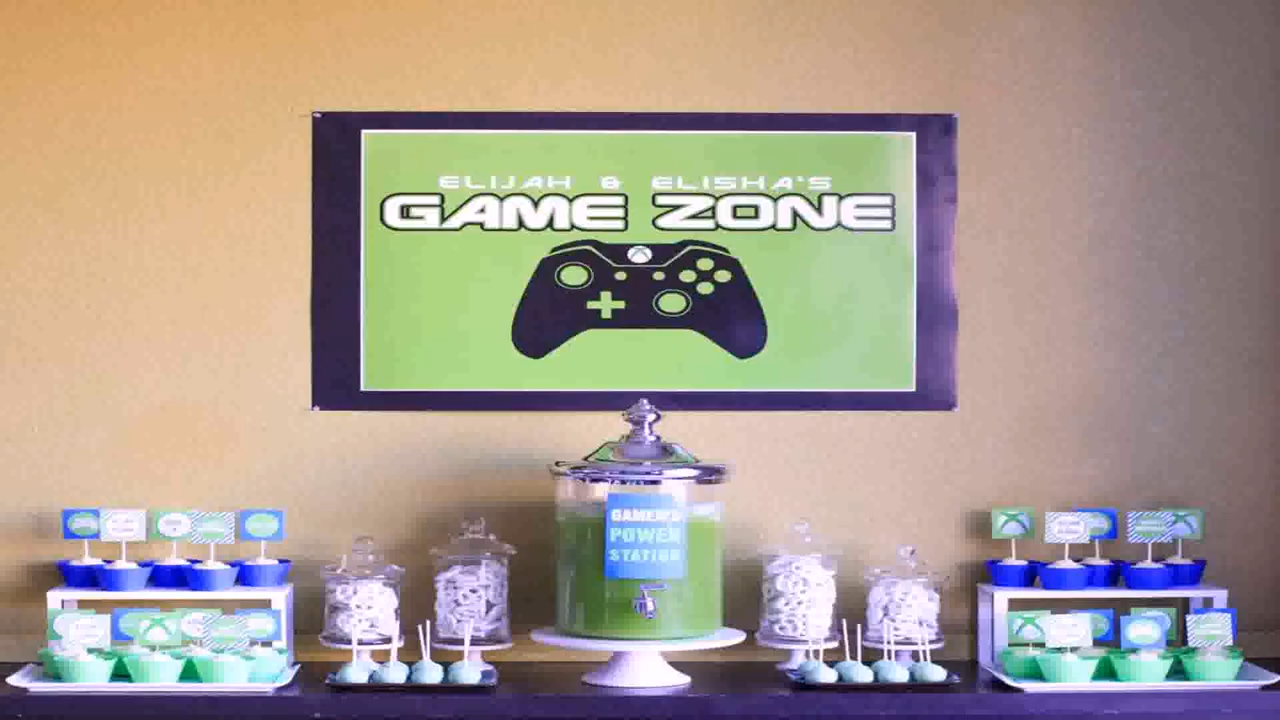 ELIJAH & ELISHA'S
GAME ZONE
GAMER'S
POWER
STATION